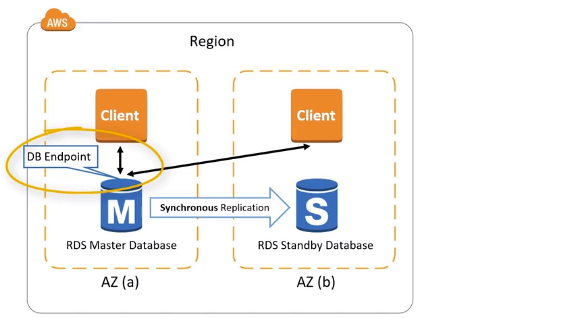 AWS
Region
Client
Client
DB Endpoint
M
Synchronous Replication
S
RDS Master Database
RDS Standby Database
AZ (a)
AZ (b)